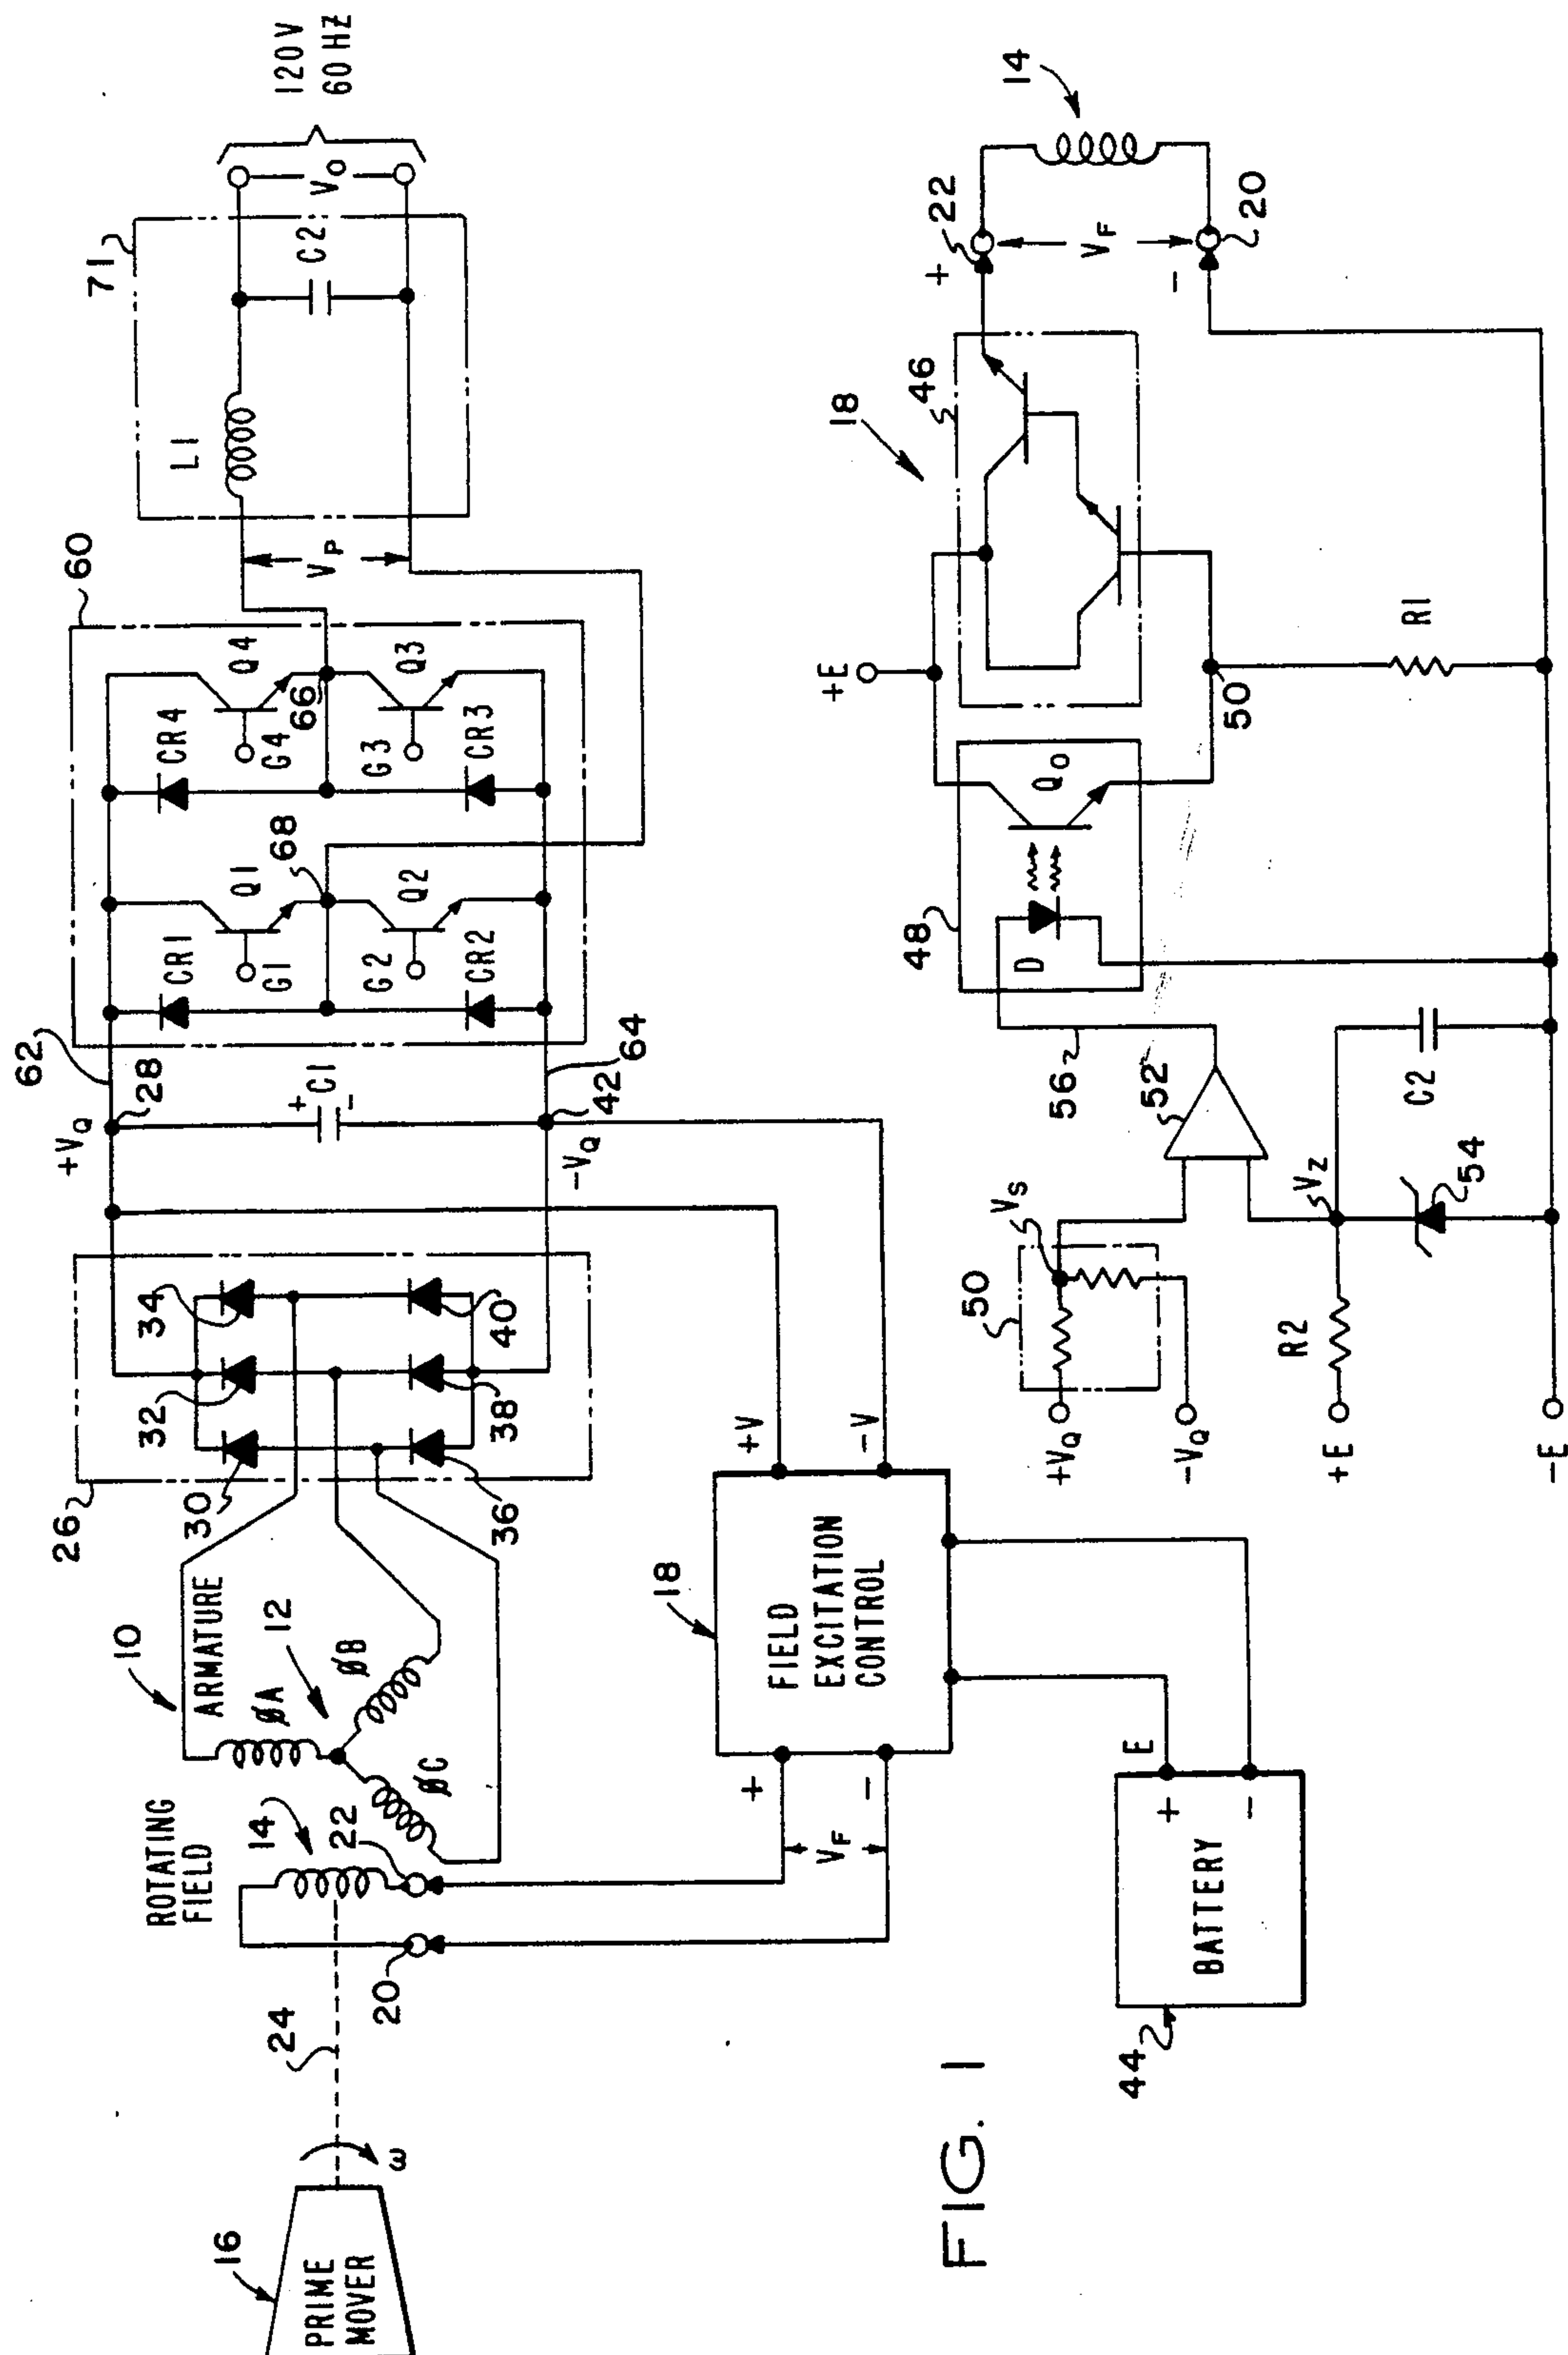 16
PRIME
MOVER
ω
24
ROTATING
FIELD
14
22
20
10
ARMATURE
12
ØA
ØB
ØC
26
30
32
34
36
38
40
+VQ
62
28
C1
+
-
-VQ
42
64
60
CR1
Q1
G1
68
G2
Q2
CR2
CR4
Q4
G4
66
G3
Q3
CR3
VP
71
L1
C2
VO
120V
60 HZ
18
FIELD
EXCITATION
CONTROL
+
-
VF
+V
-V
44
BATTERY
+
-
E
FIG. 1
50
VS
+VQ
-VQ
+E
-E
R2
VZ
54
C2
52
56
48
D
QO
+E
50
R1
18
46
22
+
-
VF
20
14